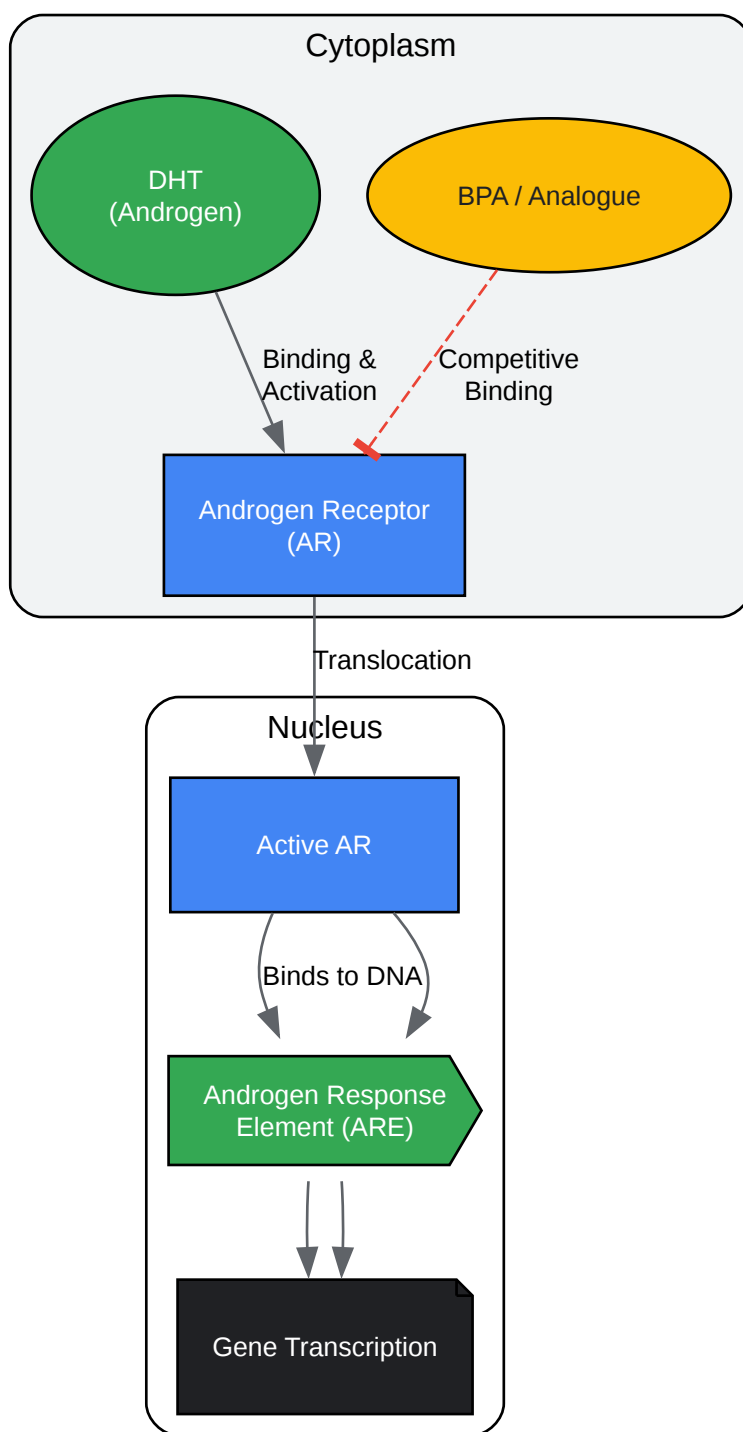 Cytoplasm
DHT
(Androgen)
BPA / Analogue
Binding &
Activation
Competitive
Binding
Androgen Receptor
(AR)
Translocation
Nucleus
Active AR
Binds to DNA
Androgen Response
Element (ARE)
Gene Transcription